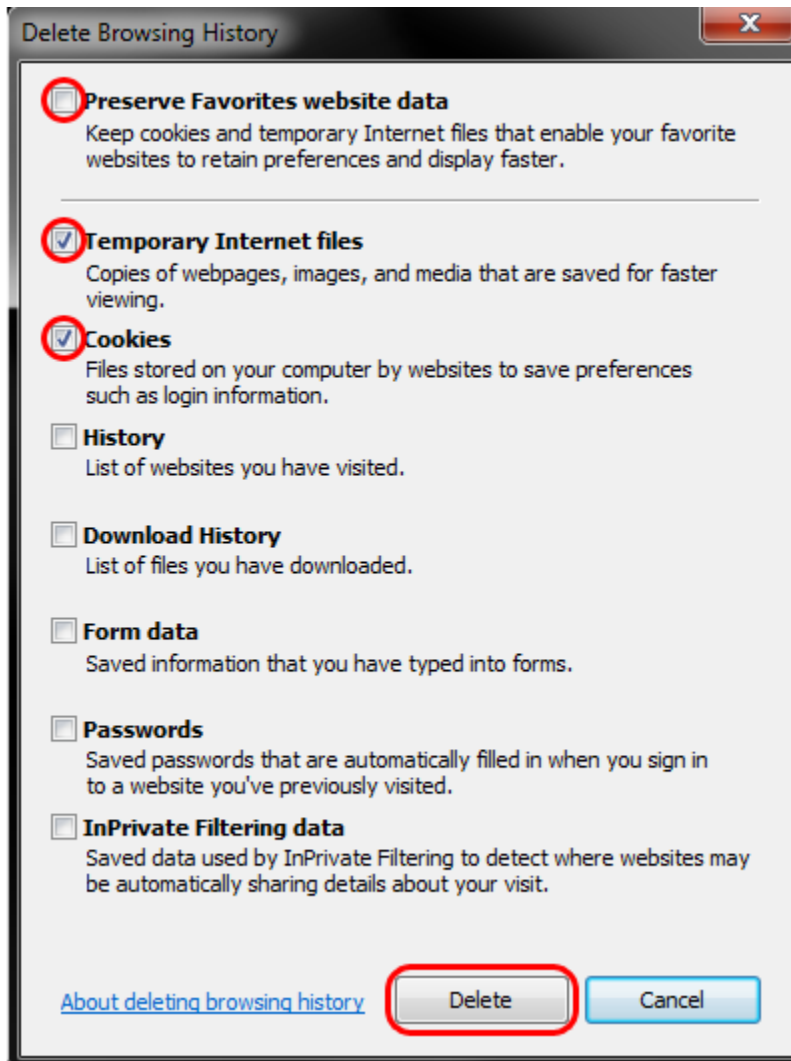 Delete Browsing History
Preserve Favorites website data
Keep cookies and temporary Internet files that enable your favorite
websites to retain preferences and display faster.
Temporary Internet files
Copies of webpages, images, and media that are saved for faster
viewing.
Cookies
Files stored on your computer by websites to save preferences
such as login information.
History
List of websites you have visited.
Download History
List of files you have downloaded.
Form data
Saved information that you have typed into forms.
Passwords
Saved passwords that are automatically filled in when you sign in
to a website you've previously visited.
InPrivate Filtering data
Saved data used by InPrivate Filtering to detect where websites may
be automatically sharing details about your visit.
About deleting browsing history Delete Cancel